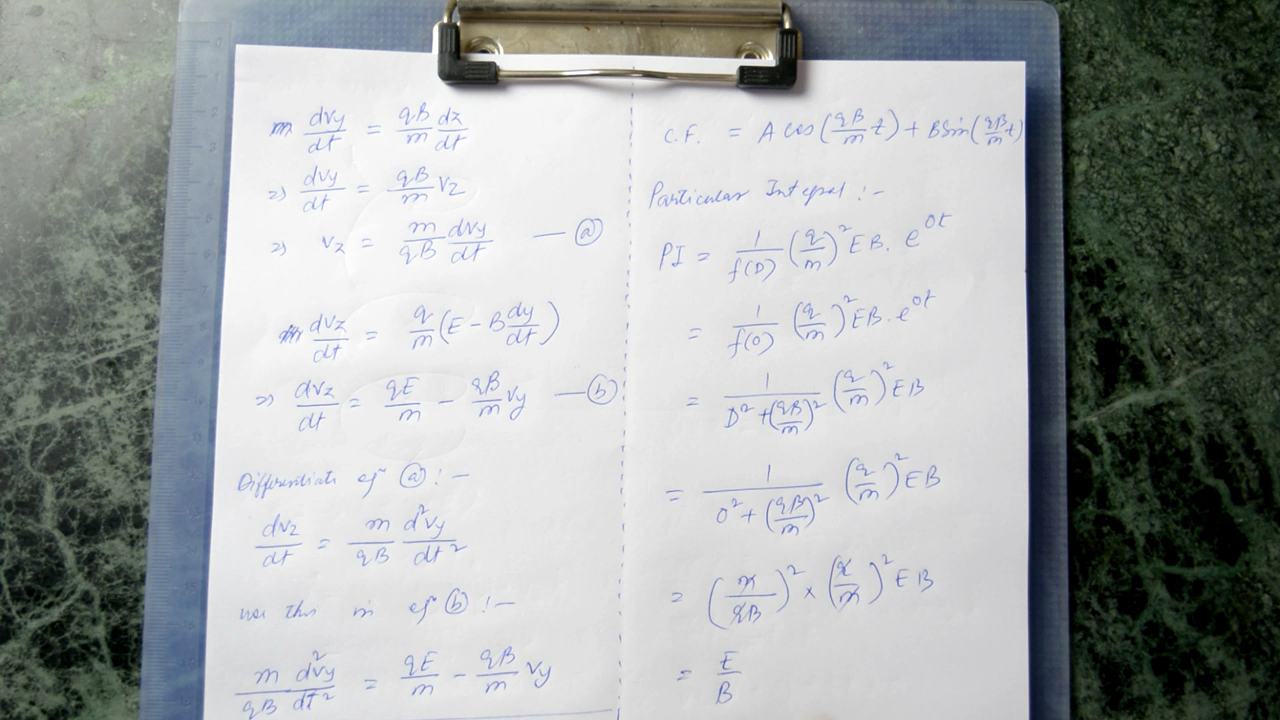 m dvy/dt = qB/m dz/dt
=> dvy/dt = qB/m vz
=> vz = m/qB dvy/dt — (a)
m dvz/dt = q/m (E - B dy/dt)
=> dvz/dt = qE/m - qB/m vy — (b)
Differentiate eqn (a) :-
dvz/dt = m/qB d²vy/dt²
use this in eqn (b) :-
m/qB d²vy/dt² = qE/m - qB/m vy
C.F. = A cos(qB/m t) + B sin(qB/m t)
Particular Integral :-
PI = 1/f(D) (q/m)² EB. e^0t
= 1/f(0) (q/m)² EB. e^0t
= 1/(D² + (qB/m)²) (q/m)² EB
= 1/(0² + (qB/m)²) (q/m)² EB
= (m/qB)² × (q/m)² EB
= E/B